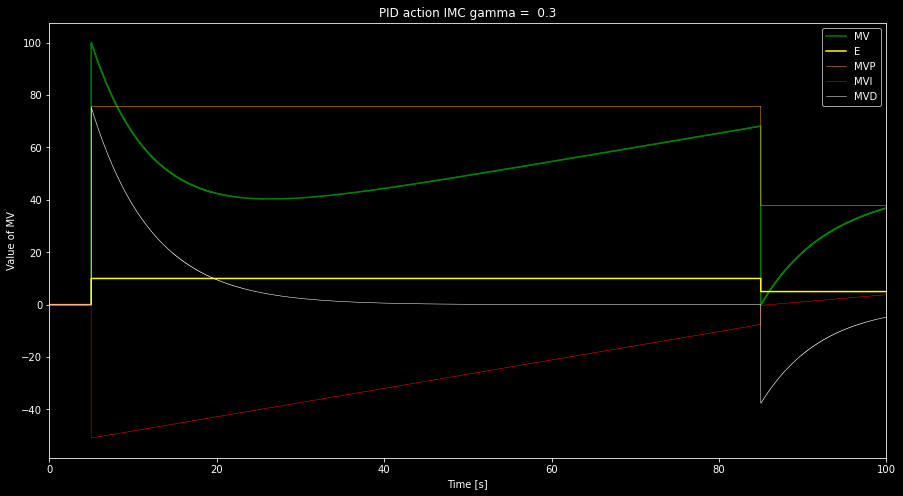 PID action IMC gamma =  0.3
MV
E
MVP
MVI
MVD
Value of MV
100
80
60
40
20
0
−20
−40
0
20
40
60
80
100
Time [s]